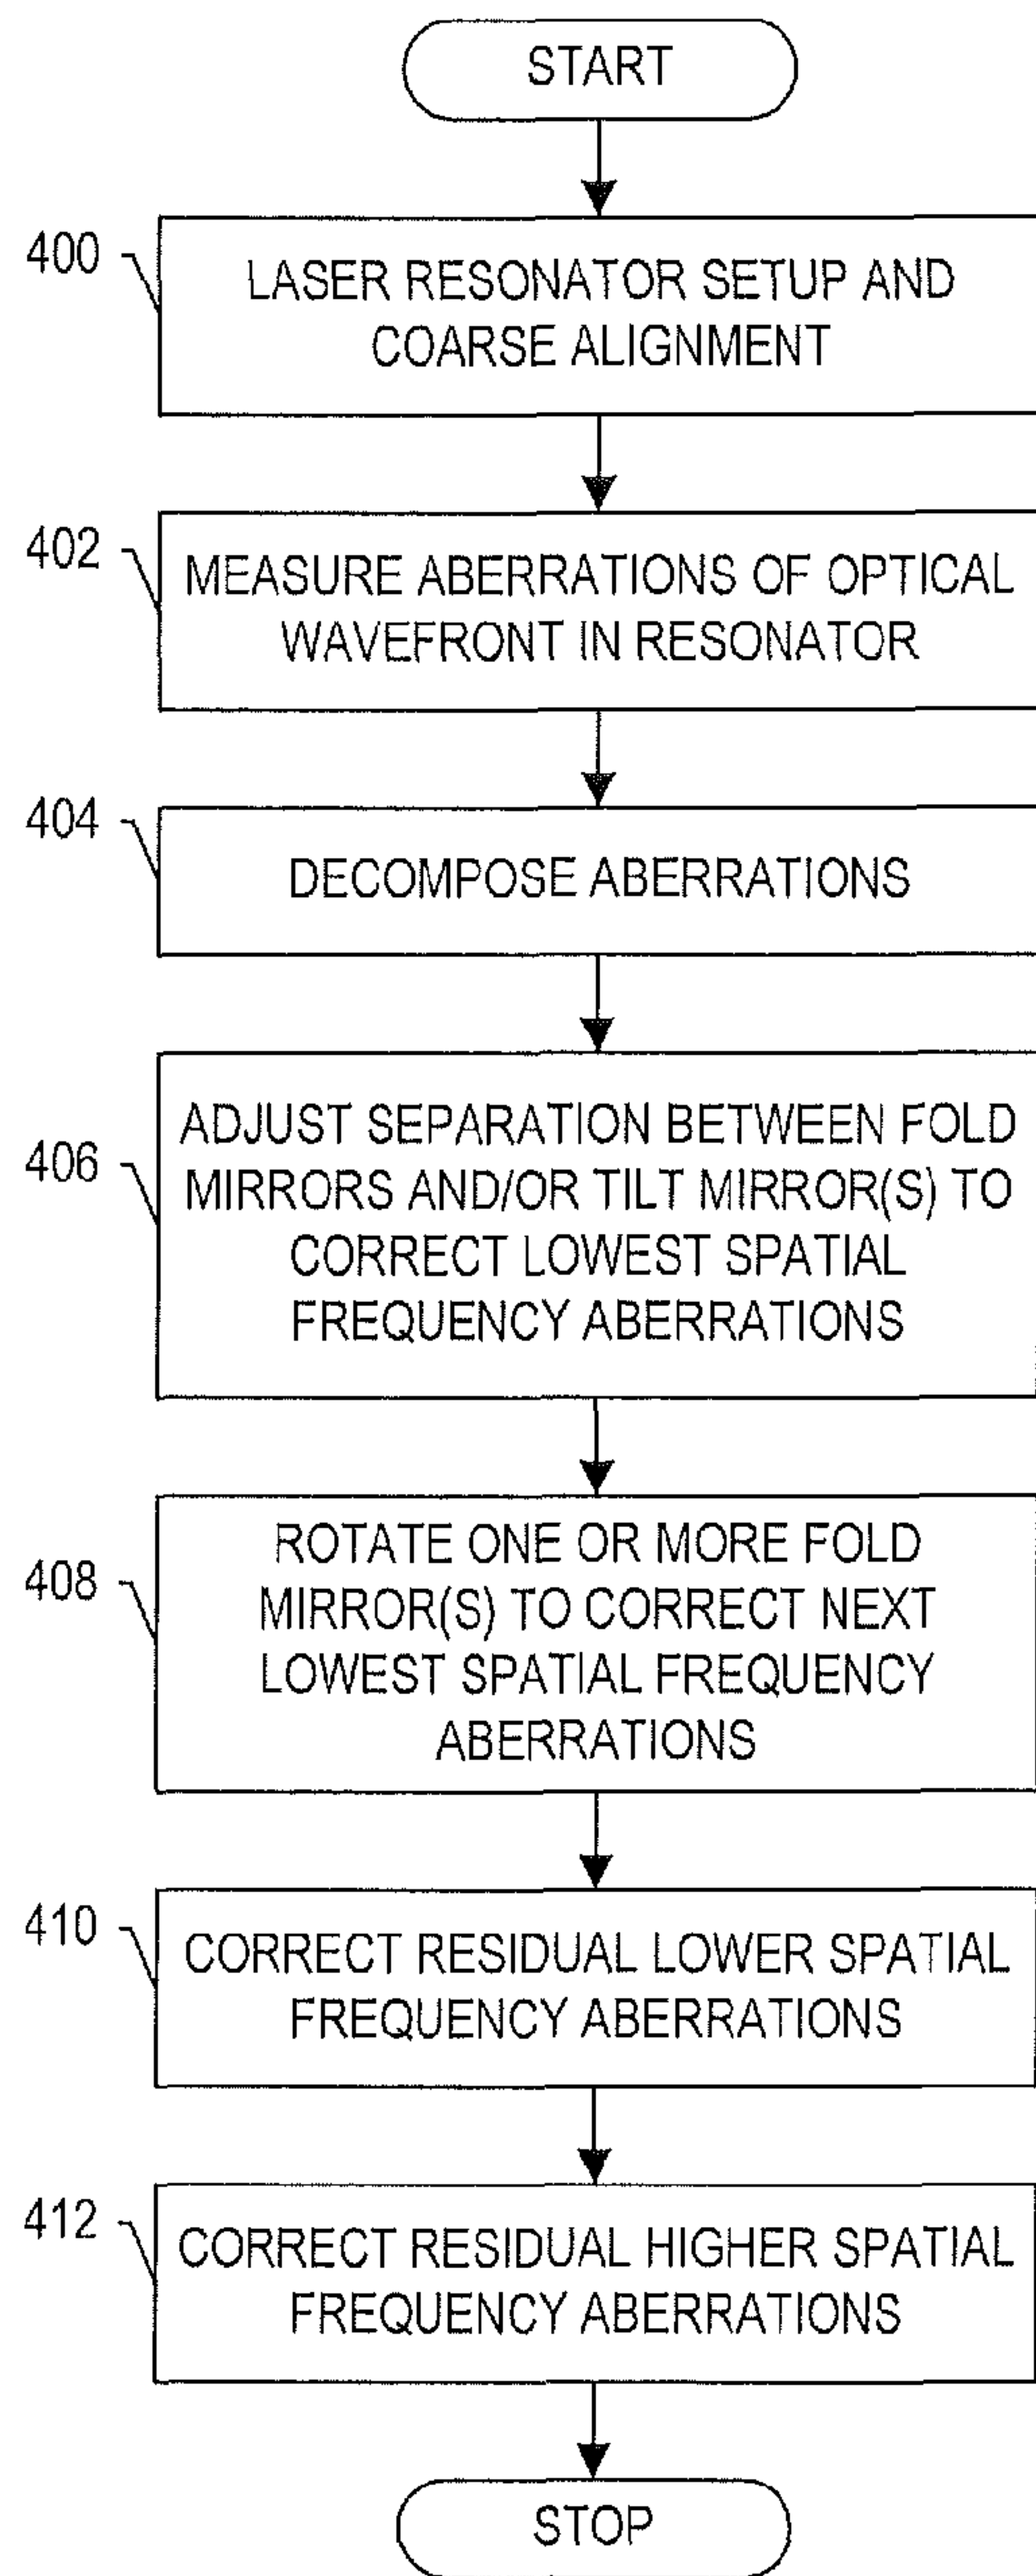 START
400
LASER RESONATOR SETUP AND
COARSE ALIGNMENT
402
MEASURE ABERRATIONS OF OPTICAL
WAVEFRONT IN RESONATOR
404
DECOMPOSE ABERRATIONS
406
ADJUST SEPARATION BETWEEN FOLD
MIRRORS AND/OR TILT MIRROR(S) TO
CORRECT LOWEST SPATIAL
FREQUENCY ABERRATIONS
408
ROTATE ONE OR MORE FOLD
MIRROR(S) TO CORRECT NEXT
LOWEST SPATIAL FREQUENCY
ABERRATIONS
410
CORRECT RESIDUAL LOWER SPATIAL
FREQUENCY ABERRATIONS
412
CORRECT RESIDUAL HIGHER SPATIAL
FREQUENCY ABERRATIONS
STOP